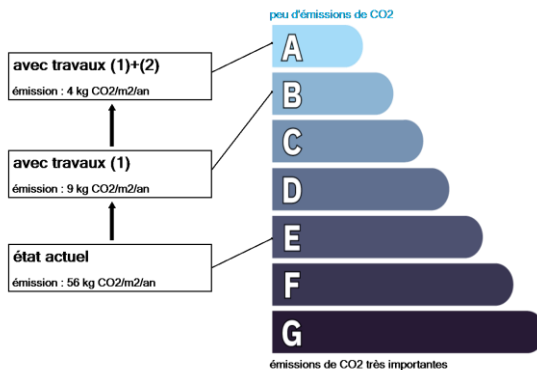 peu d'émissions de CO2
avec travaux (1)+(2)
émission : 4 kg CO2/m2/an
avec travaux (1)
émission : 9 kg CO2/m2/an
état actuel
émission : 56 kg CO2/m2/an
A
B
C
D
E
F
G
émissions de CO2 très importantes